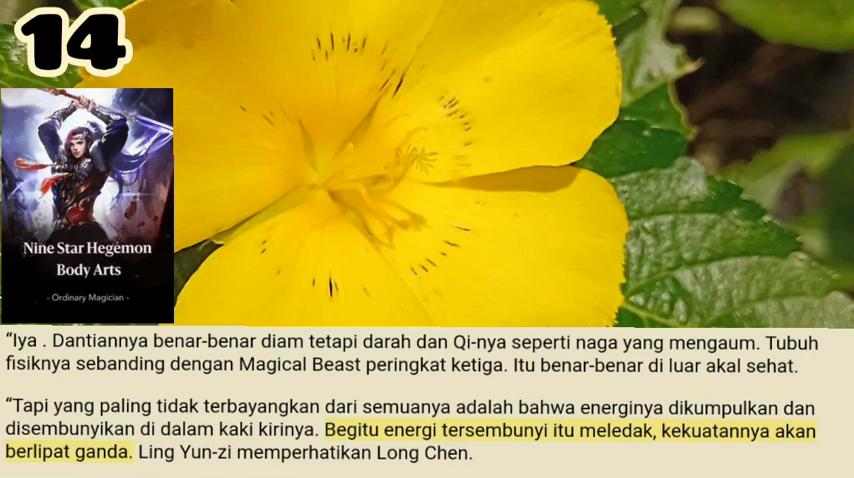 14
Nine Star Hegemon
Body Arts
- Ordinary Magician -
“Iya . Dantiannya benar-benar diam tetapi darah dan Qi-nya seperti naga yang mengaum. Tubuh
fisiknya sebanding dengan Magical Beast peringkat ketiga. Itu benar-benar di luar akal sehat.
“Tapi yang paling tidak terbayangkan dari semuanya adalah bahwa energinya dikumpulkan dan
disembunyikan di dalam kaki kirinya. Begitu energi tersembunyi itu meledak, kekuatannya akan
berlipat ganda. Ling Yun-zi memperhatikan Long Chen.